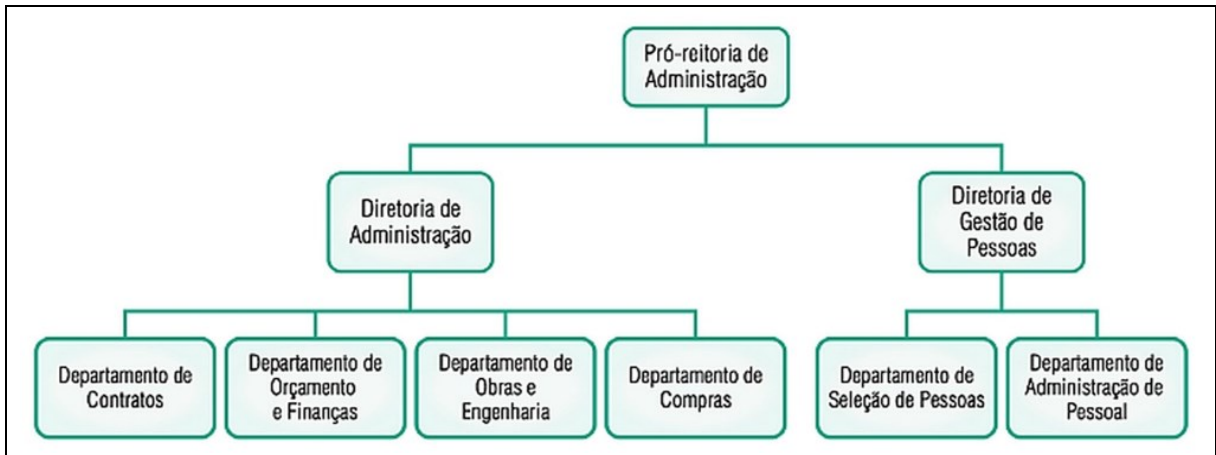 Pró-reitoria de
Administração
Diretoria de
Administração
Diretoria de
Gestão de
Pessoas
Departamento de
Contratos
Departamento de
Orçamento
e Finanças
Departamento de
Obras e
Engenharia
Departamento de
Compras
Departamento de
Seleção de Pessoas
Departamento de
Administração de
Pessoal